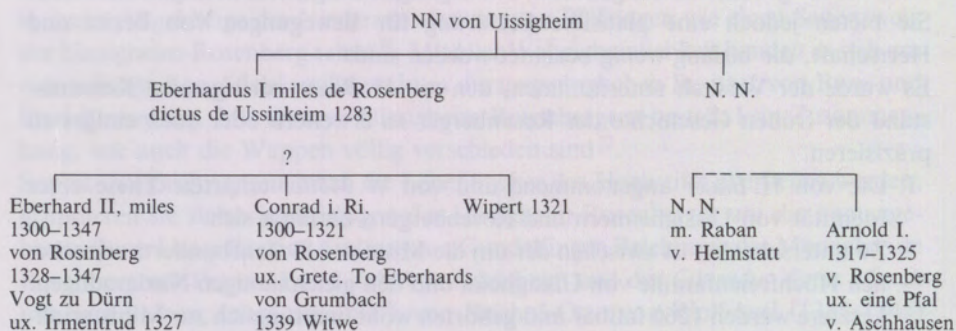 NN von Uissigheim
Eberhardus I miles de Rosenberg
dictus de Ussinkeim 1283
N. N.
?
Eberhard II. miles
1300–1347
von Rosinberg
1328–1347
Vogt zu Dürn
ux. Irmentrud 1327
Conrad i. Ri.
1300–1321
von Rosenberg
ux. Grete. To Eberhards
von Grumbach
1339 Witwe
Wipert 1321
N. N.
m. Raban
v. Helmstatt
Arnold I.
1317–1325
v. Rosenberg
ux. eine Pfal
v. Aschhausen